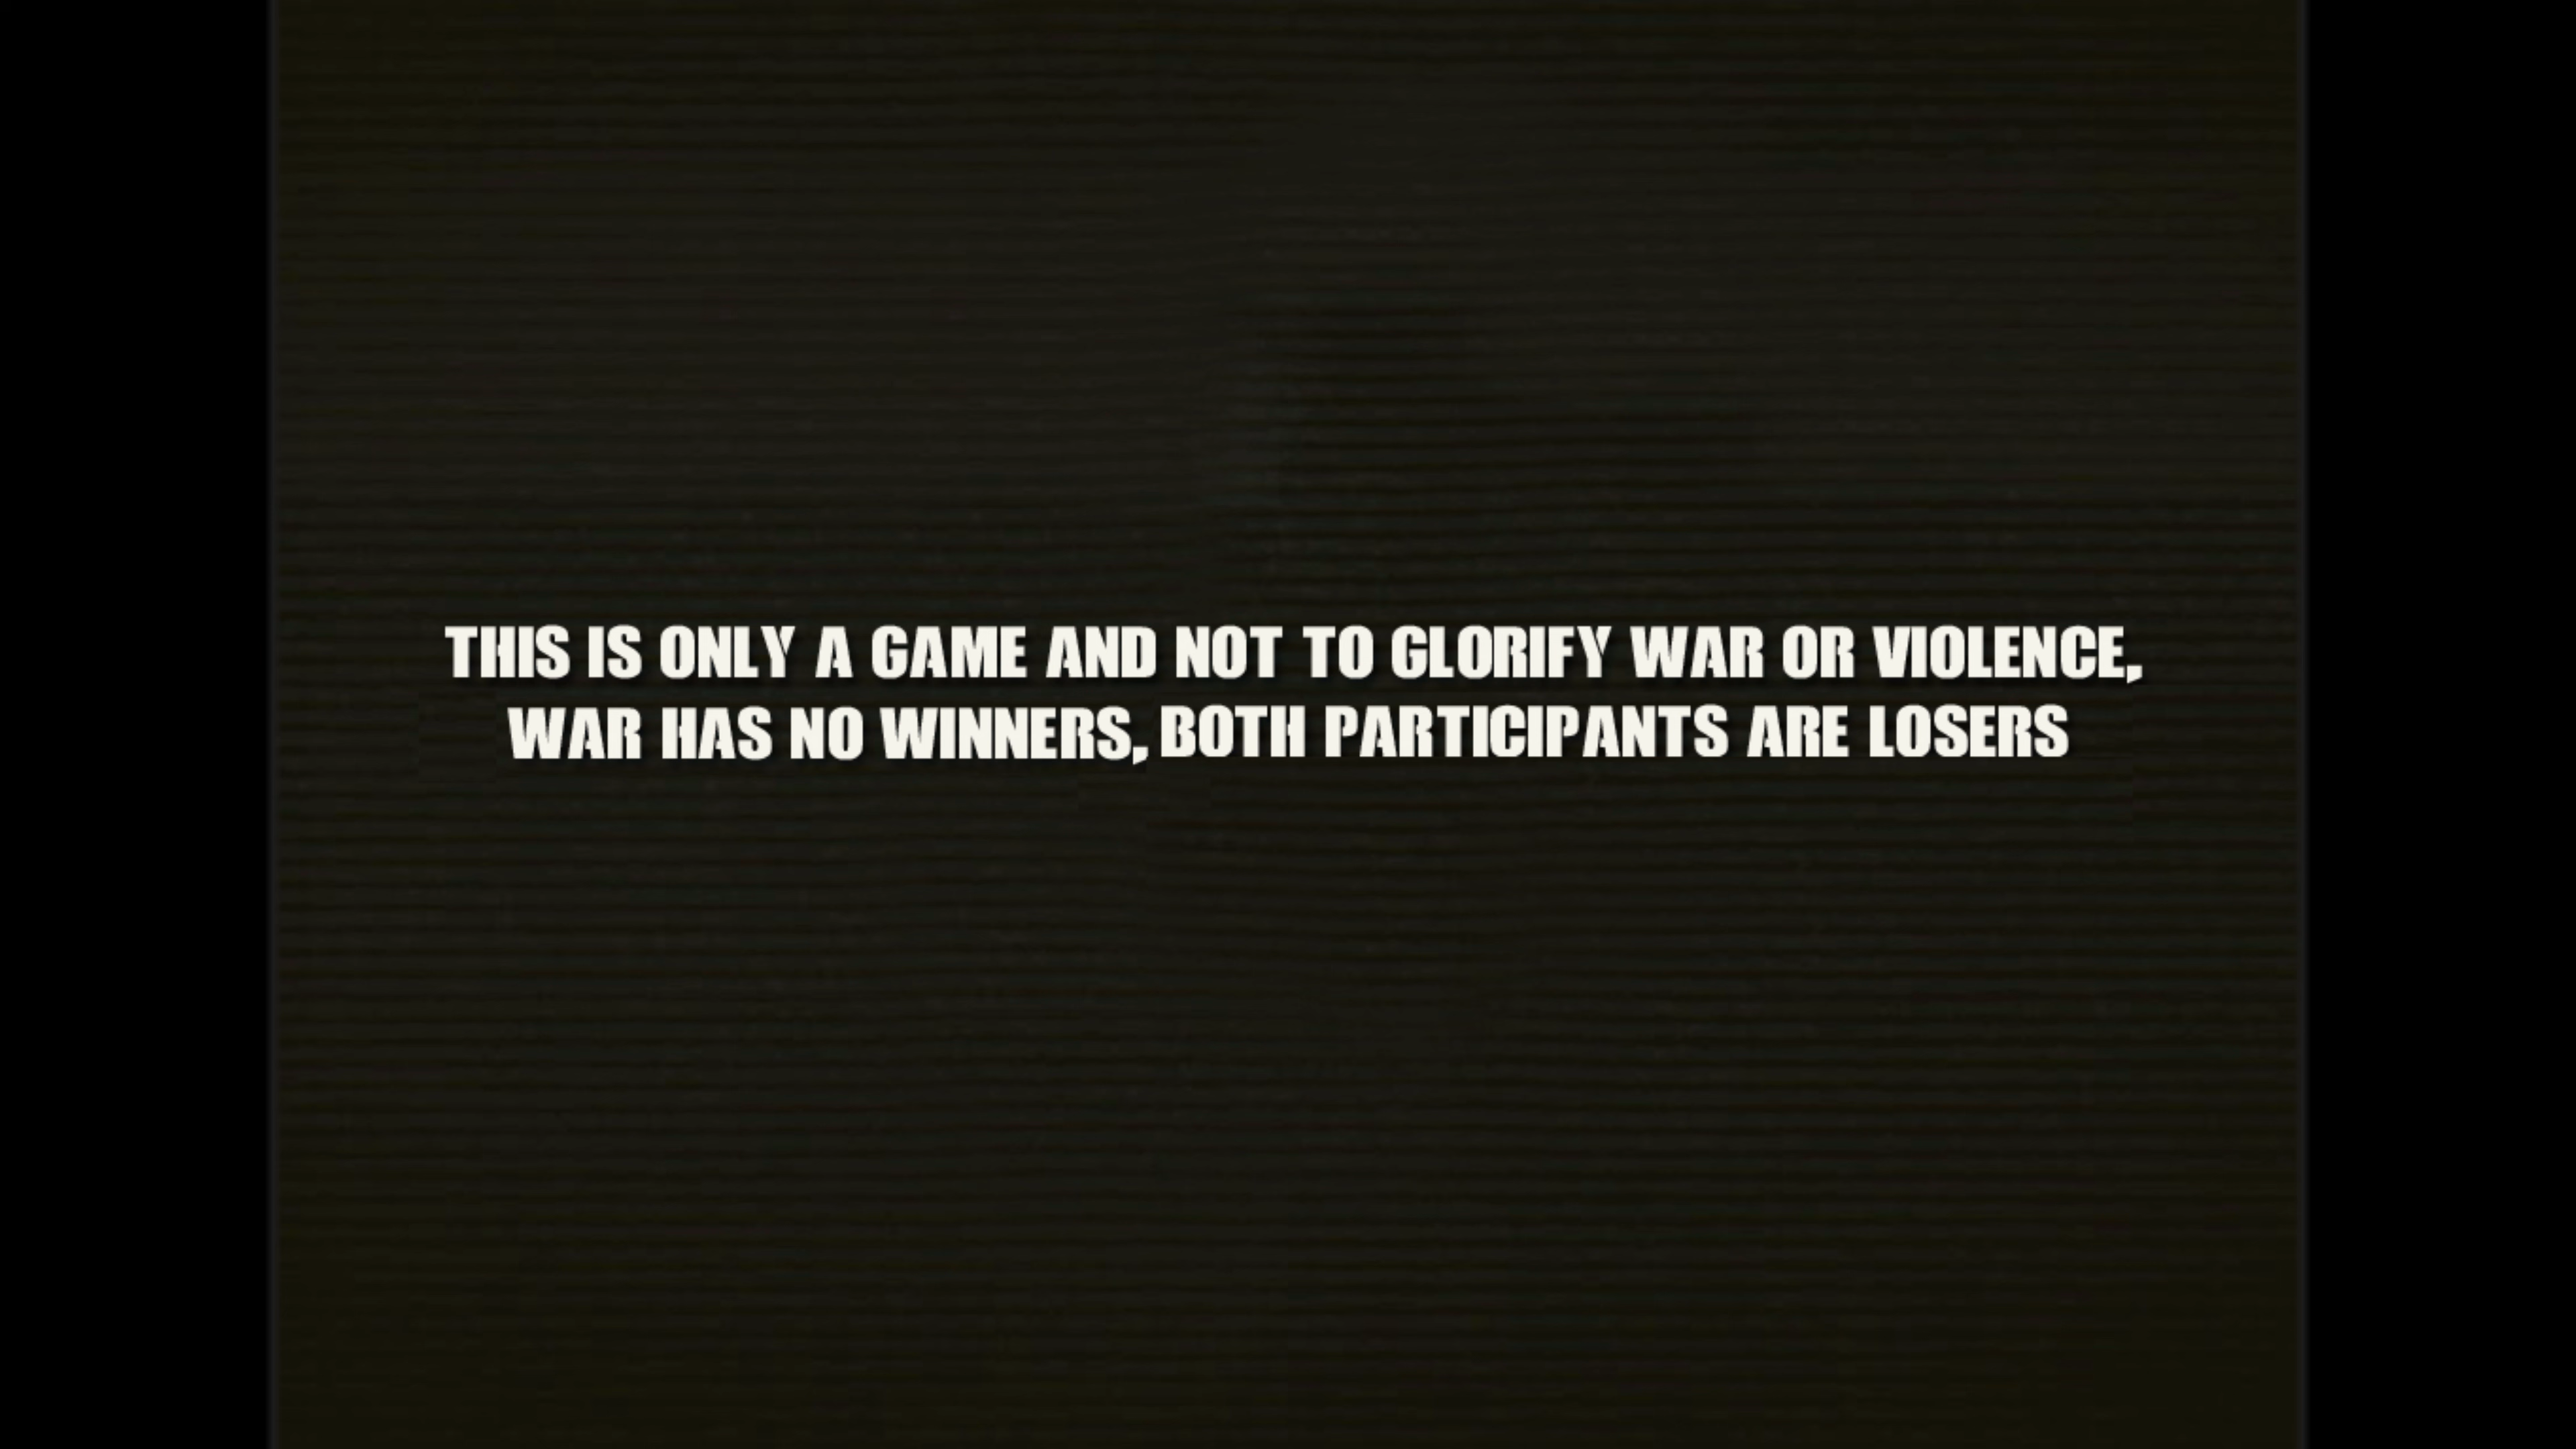 THIS IS ONLY A GAME AND NOT TO GLORIFY WAR OR VIOLENCE,
WAR HAS NO WINNERS, BOTH PARTICIPANTS ARE LOSERS